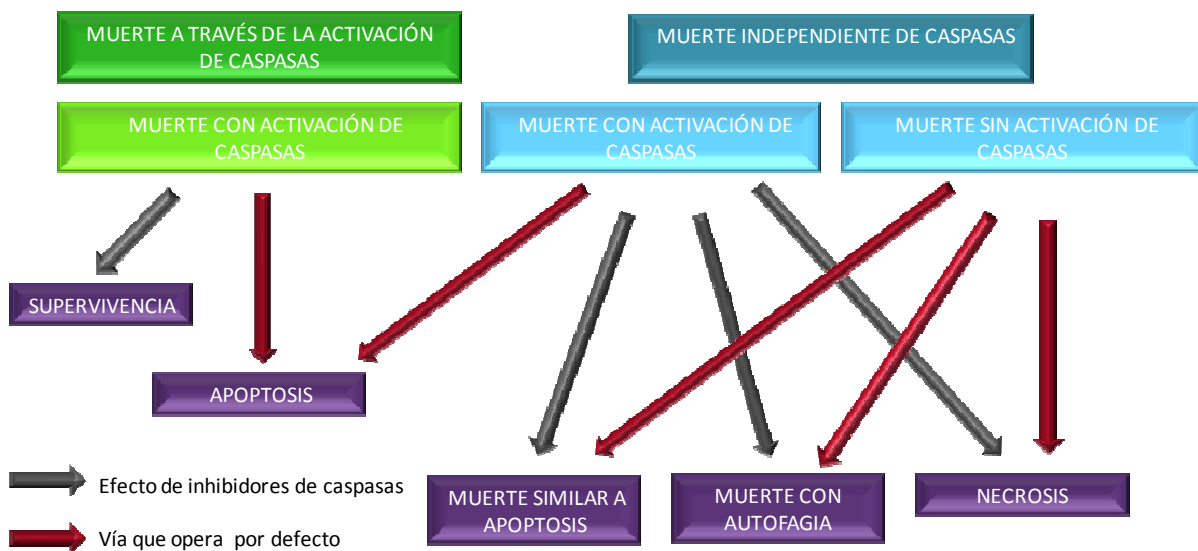 MUERTE A TRAVÉS DE LA ACTIVACIÓN
DE CASPASAS
MUERTE INDEPENDIENTE DE CASPASAS
MUERTE CON ACTIVACIÓN DE
CASPASAS
MUERTE CON ACTIVACIÓN DE
CASPASAS
MUERTE SIN ACTIVACIÓN DE
CASPASAS
SUPERVIVENCIA
APOPTOSIS
MUERTE SIMILAR A
APOPTOSIS
MUERTE CON
AUTOFAGIA
NECROSIS
Efecto de inhibidores de caspasas
Vía que opera por defecto